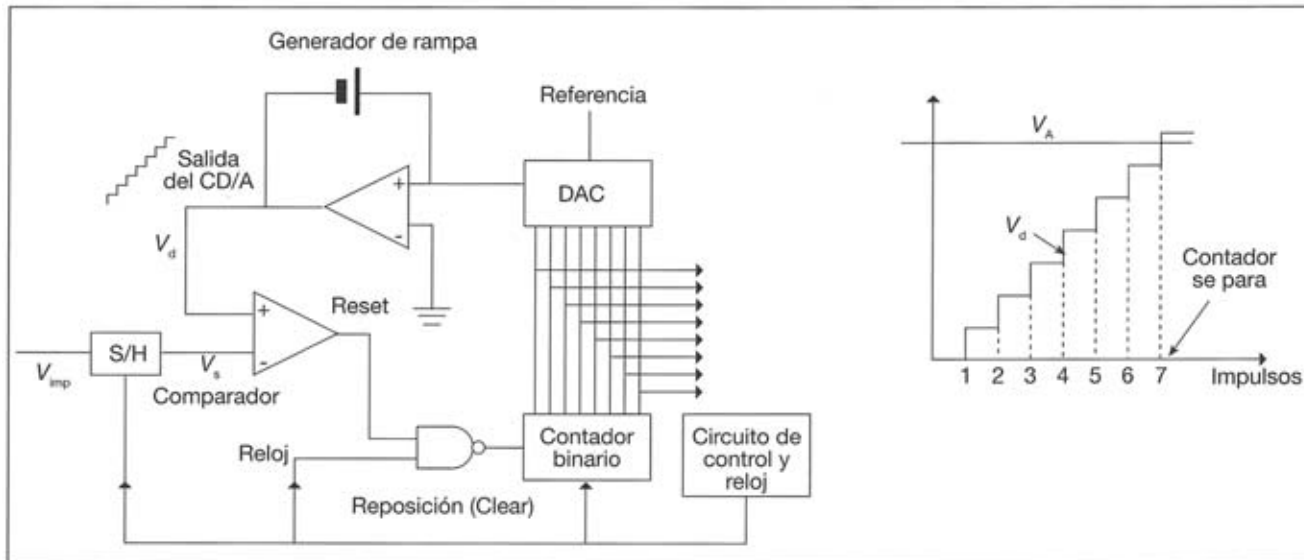 Generador de rampa
Referencia
Salida
del CD/A
+
-
DAC
V_d
Reset
+
-
S/H
V_imp
V_s
Comparador
Reloj
Contador
binario
Circuito de
control y
reloj
Reposición (Clear)
V_A
V_d
Contador
se para
1 2 3 4 5 6 7 Impulsos